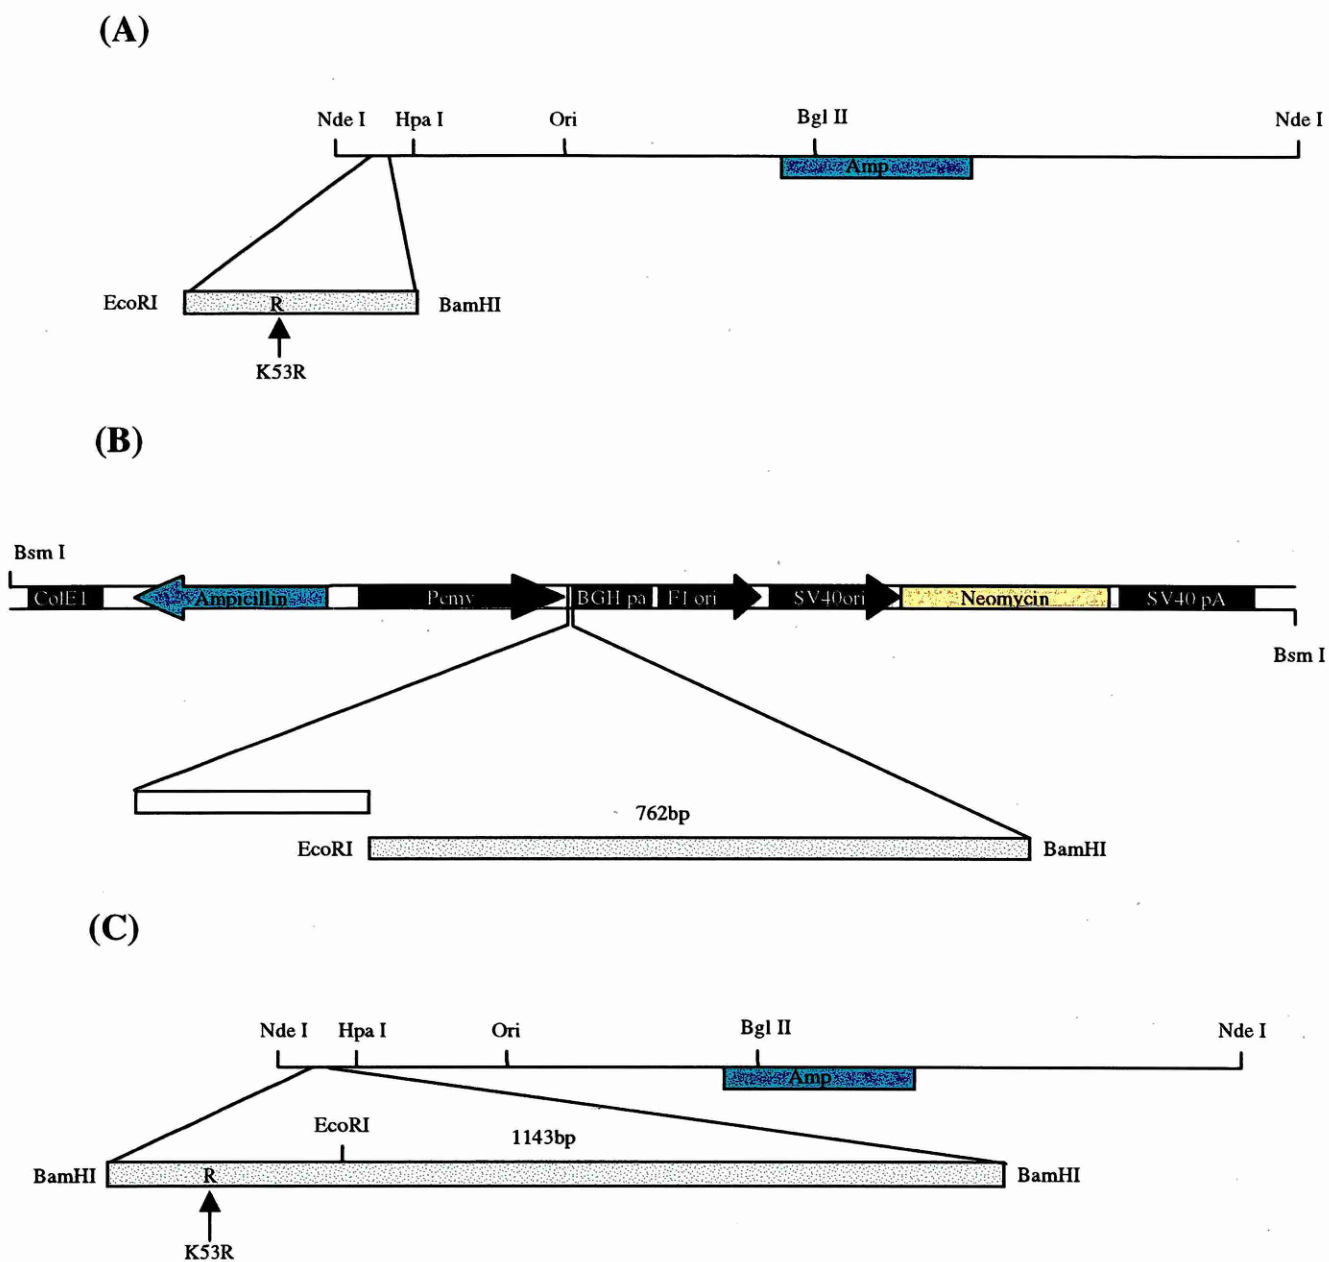 (A)
Nde I Hpa I Ori Bgl II Nde I
Amp
EcoRI R BamHI
K53R
(B)
Bsm I
ColE1 Ampicillin Pcmv BGH pa F1 ori SV40ori Neomycin SV40 pA
Bsm I
762bp
EcoRI BamHI
(C)
Nde I Hpa I Ori Bgl II Nde I
Amp
EcoRI 1143bp
BamHI R BamHI
K53R